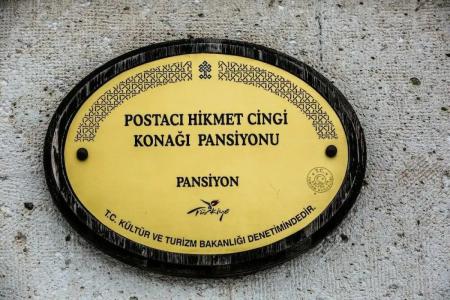 POSTACI HİKMET CİNGİ
KONAĞI PANSİYONU
PANSİYON
Türkiye
T.C. KÜLTÜR VE TURİZM BAKANLIĞI DENETİMİNDEDİR.